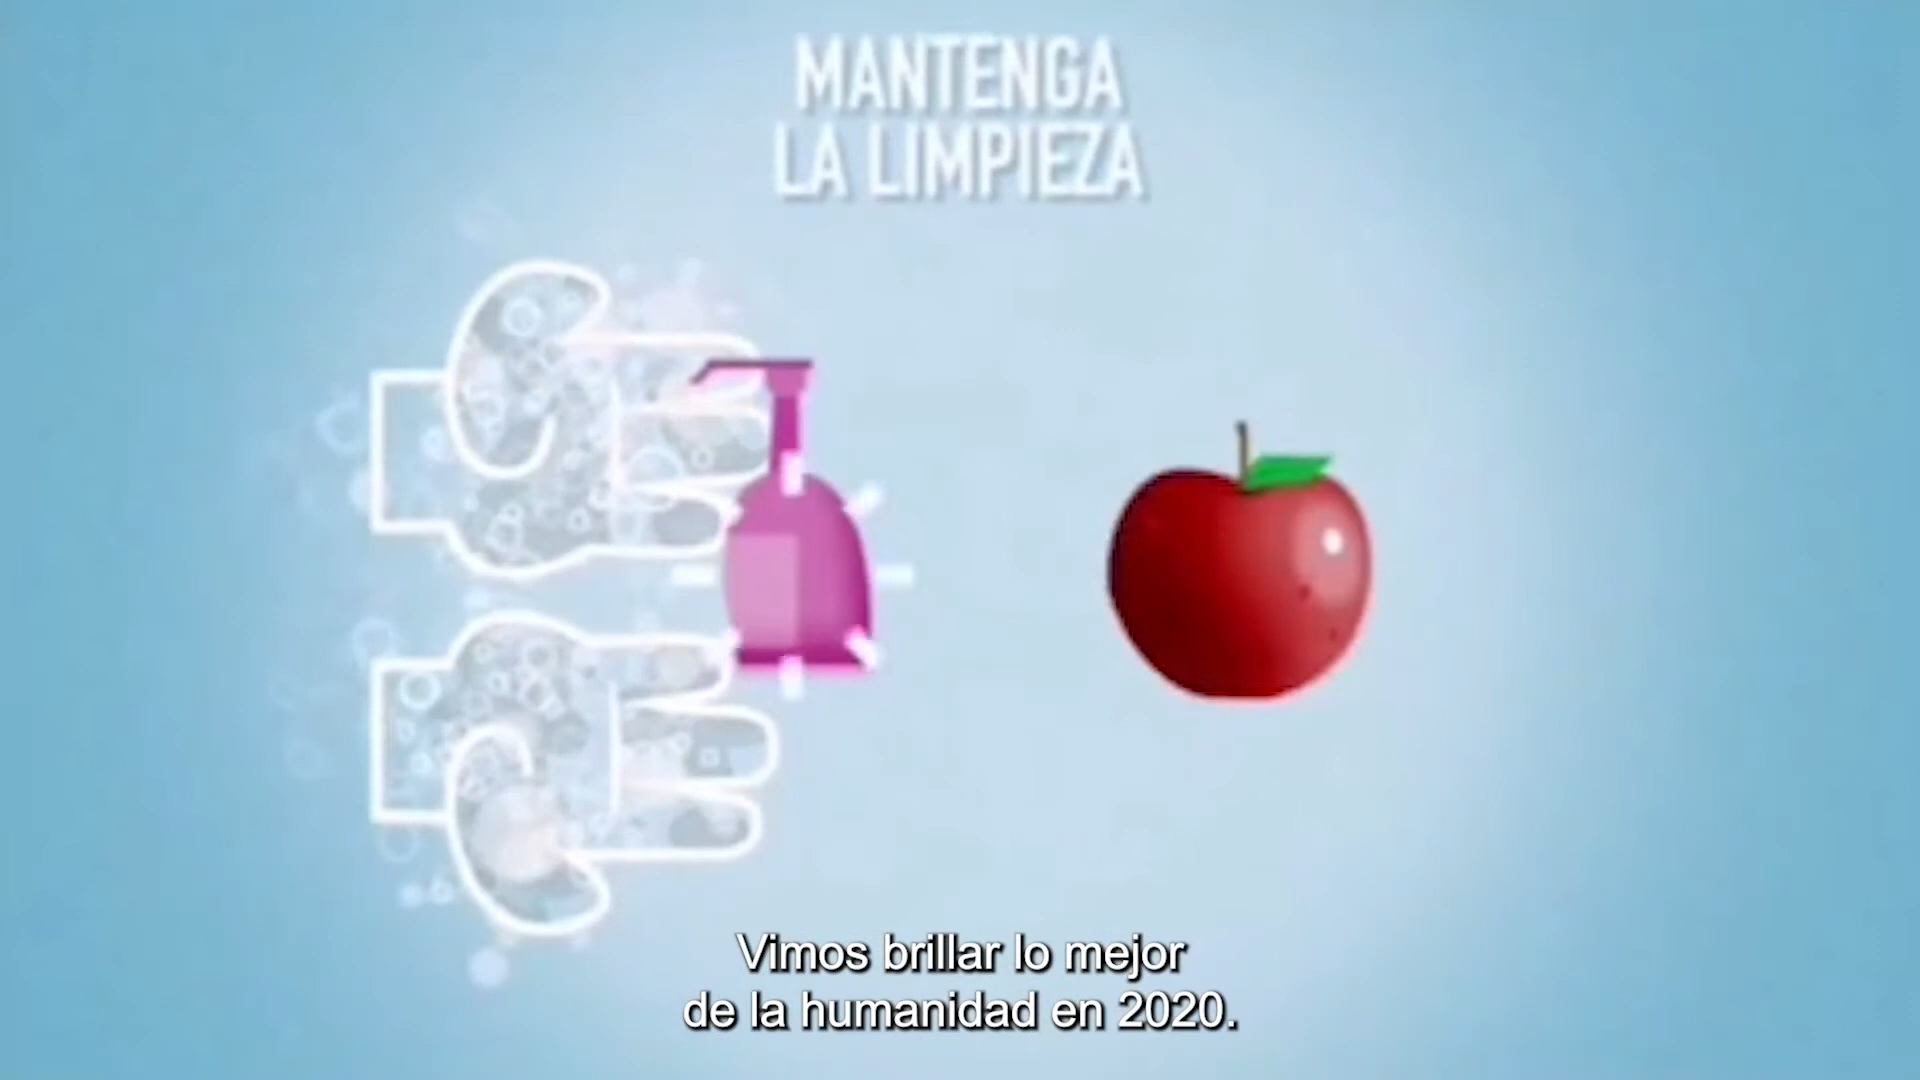 MANTENGA
LA LIMPIEZA
Vimos brillar lo mejor
de la humanidad en 2020.